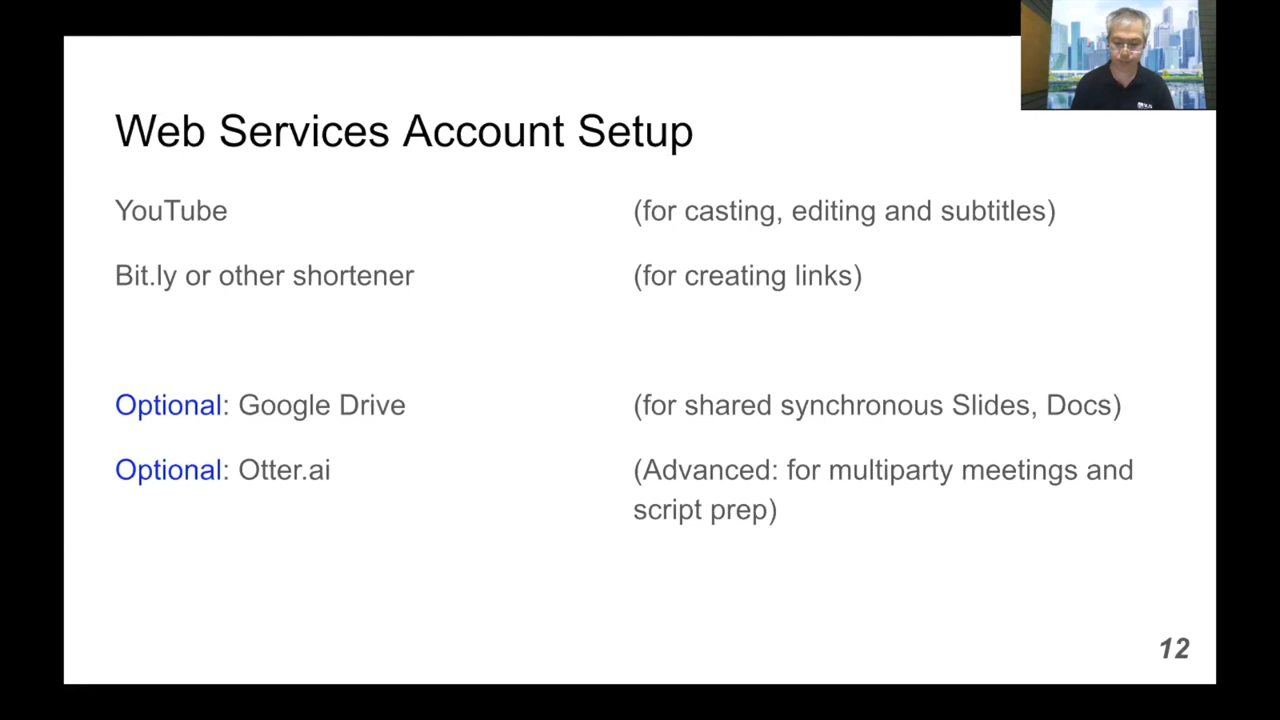 Web Services Account Setup
YouTube (for casting, editing and subtitles)
Bit.ly or other shortener (for creating links)
Optional: Google Drive (for shared synchronous Slides, Docs)
Optional: Otter.ai (Advanced: for multiparty meetings and
script prep)
12